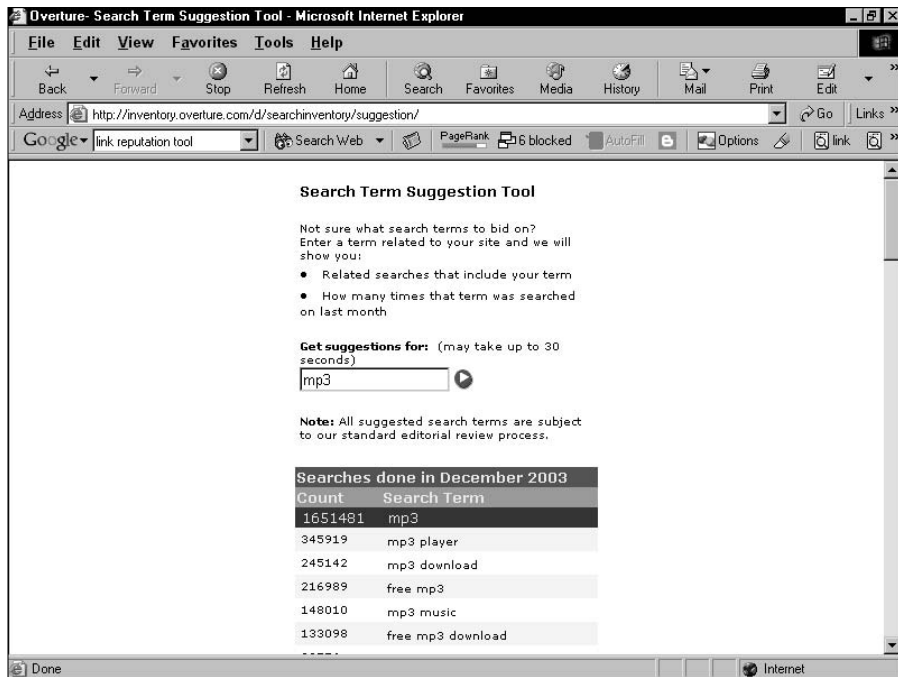 Overture- Search Term Suggestion Tool - Microsoft Internet Explorer
File Edit View Favorites Tools Help
Back Forward Stop Refresh Home Search Favorites Media History Mail Print Edit »
Address http://inventory.overture.com/d/searchinventory/suggestion/ Go Links »
Google link reputation tool Search Web PageRank 6 blocked AutoFill Options link »
Search Term Suggestion Tool
Not sure what search terms to bid on?
Enter a term related to your site and we will
show you:
• Related searches that include your term
• How many times that term was searched
on last month
Get suggestions for: (may take up to 30
seconds)
mp3
Note: All suggested search terms are subject
to our standard editorial review process.
Searches done in December 2003
Count Search Term
1651481 mp3
345919 mp3 player
245142 mp3 download
216989 free mp3
148010 mp3 music
133098 free mp3 download
Done Internet